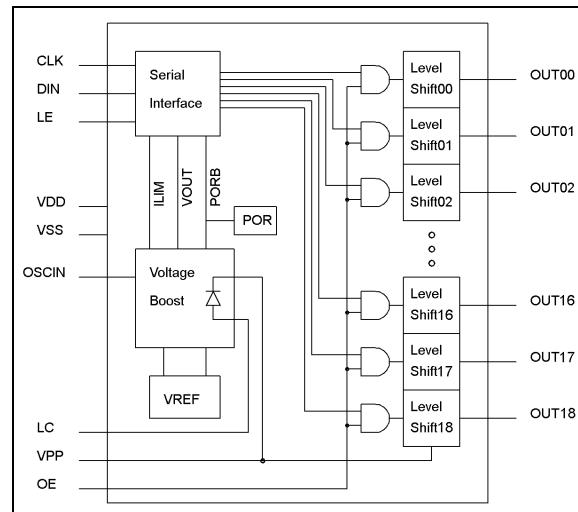 CLK
DIN
LE
VDD
VSS
OSCIN
LC
VPP
OE
Serial
Interface
ILIM
VOUT
PORB
POR
Voltage
Boost
VREF
Level
Shift00
Level
Shift01
Level
Shift02
Level
Shift16
Level
Shift17
Level
Shift18
OUT00
OUT01
OUT02
OUT16
OUT17
OUT18